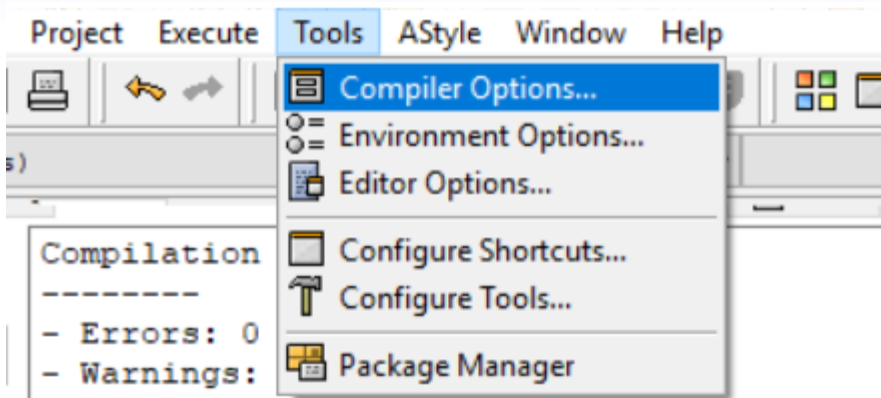 Project Execute Tools AStyle Window Help
Compiler Options...
Environment Options...
s)
Editor Options...
Compilation
Configure Shortcuts...
--------
Configure Tools...
- Errors: 0
- Warnings:
Package Manager